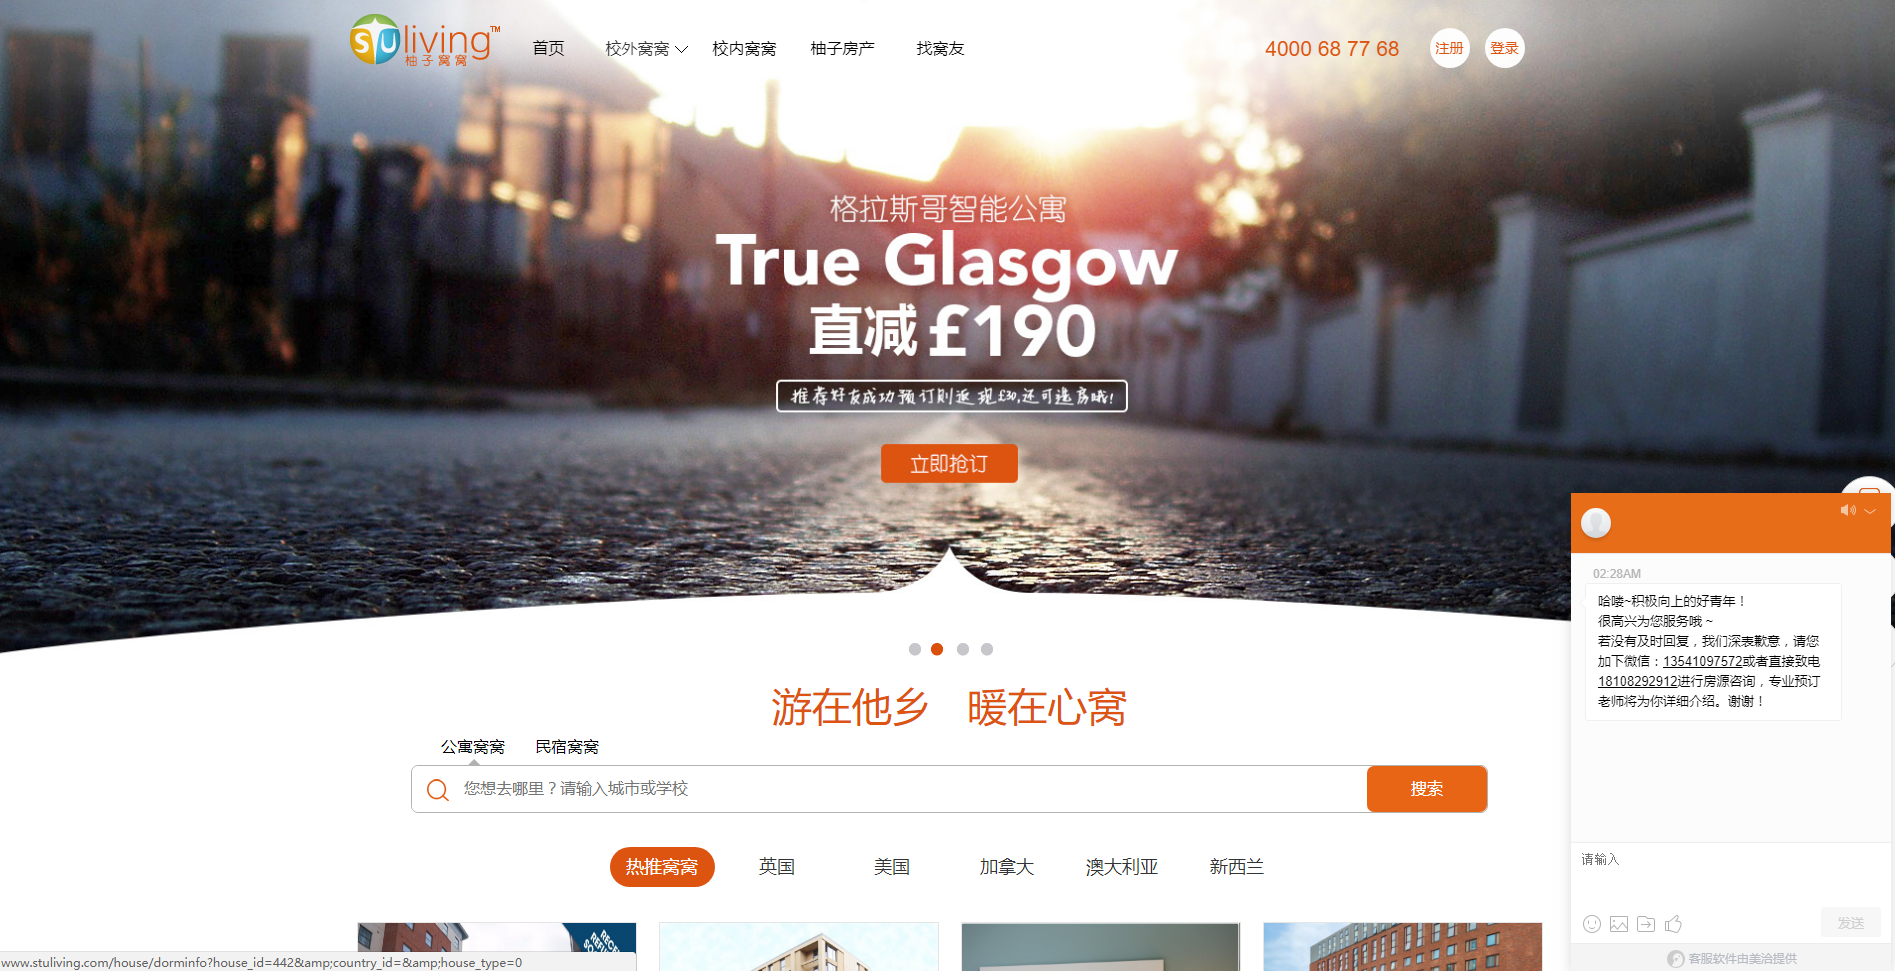 stuliving™
柚子窝窝
首页
校外窝窝
校内窝窝
柚子房产
找窝友
4000 68 77 68
注册
登录
格拉斯哥智能公寓
True Glasgow
直减£190
推荐好友成功预订则返现£30,还可逸房哦!
立即抢订
游在他乡 暖在心窝
公寓窝窝
民宿窝窝
您想去哪里？请输入城市或学校
搜索
热推窝窝
英国
美国
加拿大
澳大利亚
新西兰
02:28AM
哈喽~积极向上的好青年！
很高兴为您服务哦～
若没有及时回复，我们深表歉意，请您
加下微信：13541097572或者直接致电
18108292912进行房源咨询，专业预订
老师将为你详细介绍。谢谢！
请输入
发送
客服软件由美洽提供
www.stuliving.com/house/dorminfo?house_id=442&amp;country_id=&amp;house_type=0